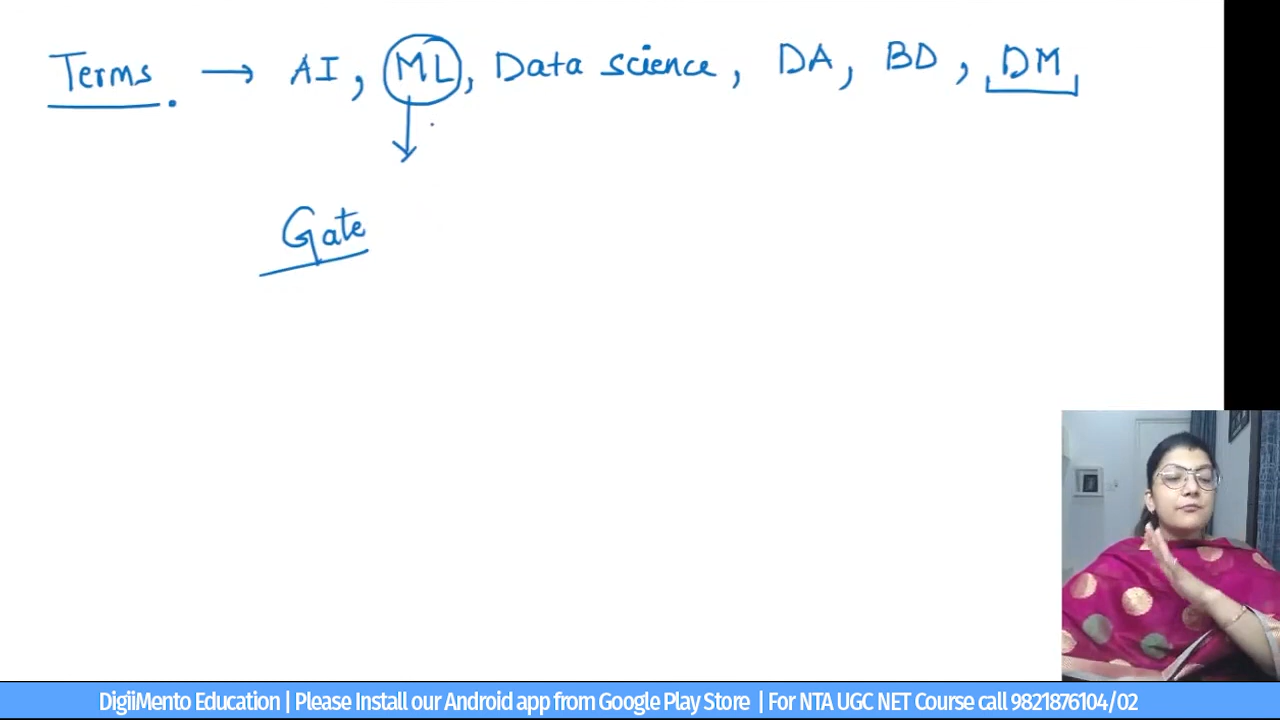 Terms. → AI, ML, Data science, DA, BD, DM
Gate
DigiiMento Education | Please Install our Android app from Google Play Store | For NTA UGC NET Course call 9821876104/02